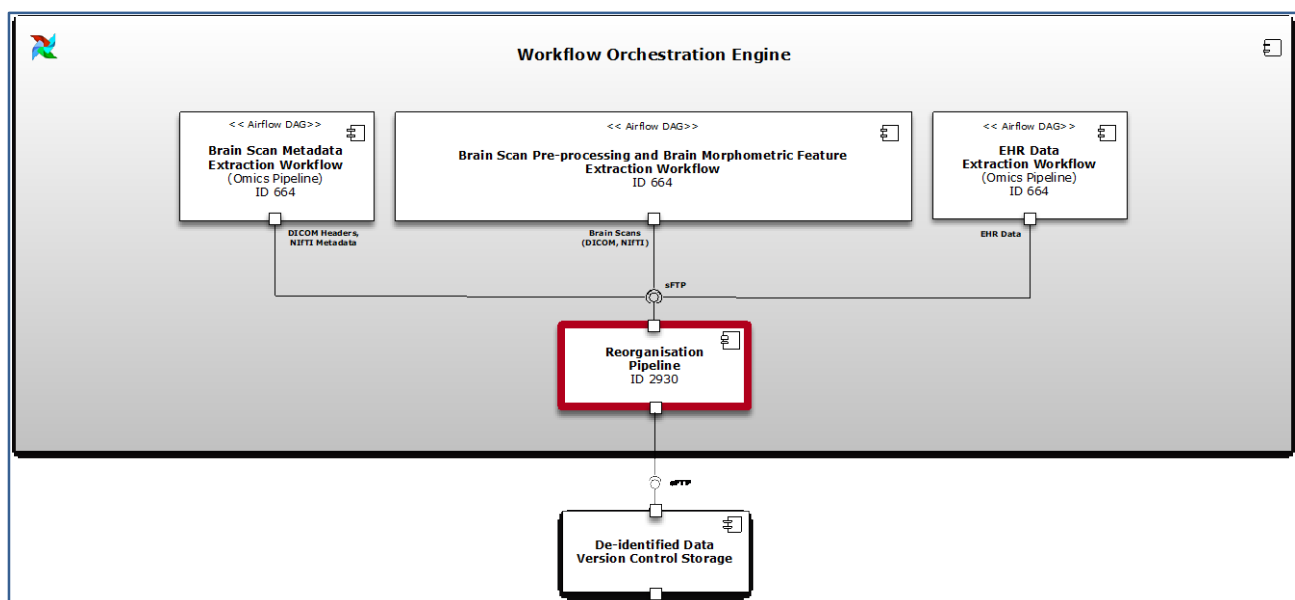 Workflow Orchestration Engine
<< Airflow DAG>>
Brain Scan Metadata
Extraction Workflow
(Omics Pipeline)
ID 664
<< Airflow DAG>>
Brain Scan Pre-processing and Brain Morphometric Feature
Extraction Workflow
ID 664
<< Airflow DAG>>
EHR Data
Extraction Workflow
(Omics Pipeline)
ID 664
DICOM Headers,
NIfTI Metadata
Brain Scans
(DICOM, NIfTI)
EHR Data
sFTP
Reorganisation
Pipeline
ID 2930
sFTP
De-identified Data
Version Control Storage